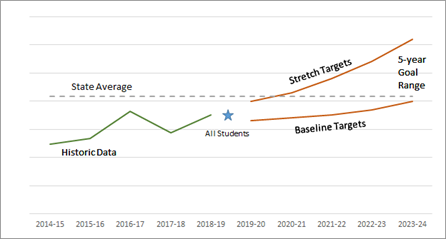 Stretch Targets
5-year
Goal
Range
State Average
All Students
Baseline Targets
Historic Data
2014-15 2015-16 2016-17 2017-18 2018-19 2019-20 2020-21 2021-22 2022-23 2023-24